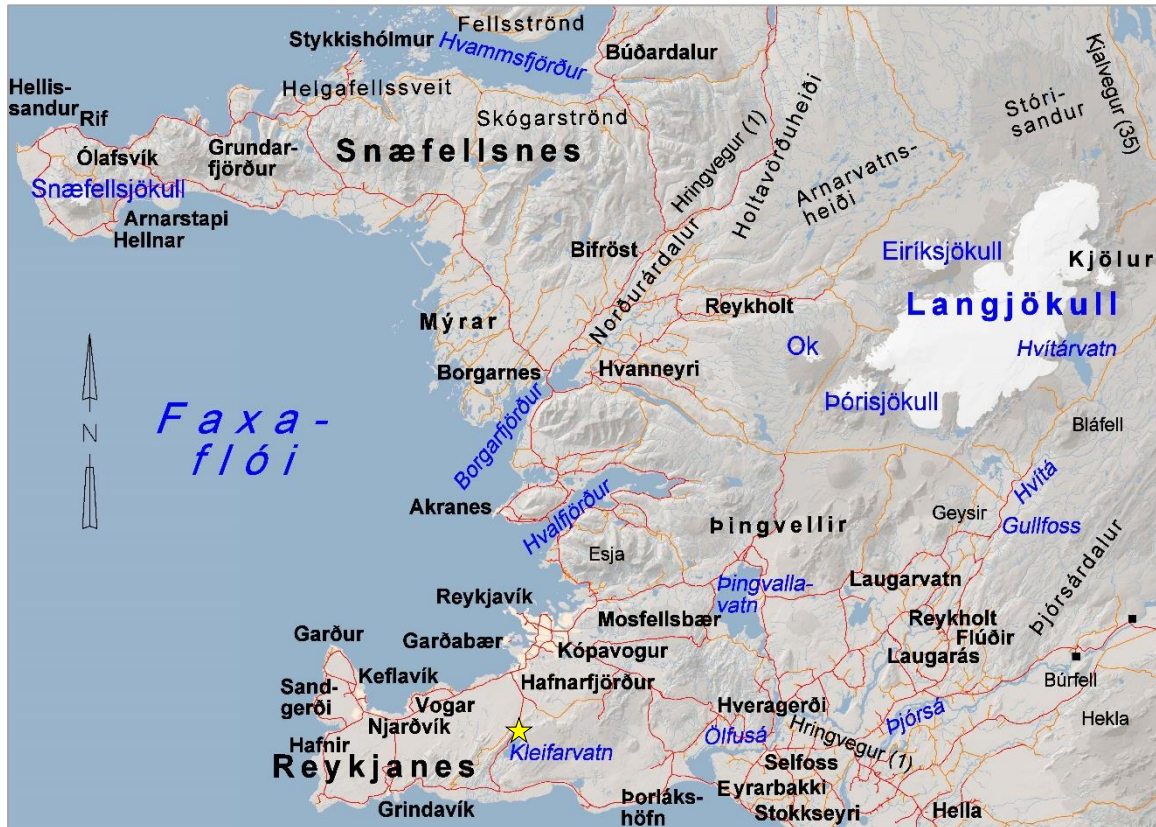 Fellsströnd
Stykkishólmur
Hvammsfjörður
Búðardalur
Kjalvegur (35)
Hellis-
sandur
Rif
Helgafellssveit
Skógarströnd
Stóri-
sandur
Ólafsvík
Grundar-
fjörður
Snæfellsnes
Hringvegur (1)
Holtavörðuheiði
Arnarvatns-
heiði
Snæfellsjökull
Arnarstapi
Hellnar
Bifröst
Norðurárdalur
Eiríksjökull
Kjölur
Reykholt
Langjökull
Mýrar
Ok
Hvítárvatn
Borgarnes
Hvanneyri
Þórisjökull
N
Faxa-
flói
Borgarfjörður
Bláfell
Akranes
Hvalfjörður
Hvítá
Geysir
Gullfoss
Þingvellir
Esja
Þjórsárdalur
Þingvalla-
vatn
Laugarvatn
Reykjavík
Mosfellsbær
Reykholt
Flúðir
Garður
Garðabær
Kópavogur
Laugarás
Keflavík
Hafnarfjörður
Búrfell
Sand-
gerði
Vogar
Hveragerði
Njarðvík
Ölfusá
Þjórsá
Hekla
Hafnir
Kleifarvatn
Hringvegur (1)
Reykjanes
Selfoss
Eyrarbakki
Grindavík
Þorláks-
höfn
Stokkseyri
Hella